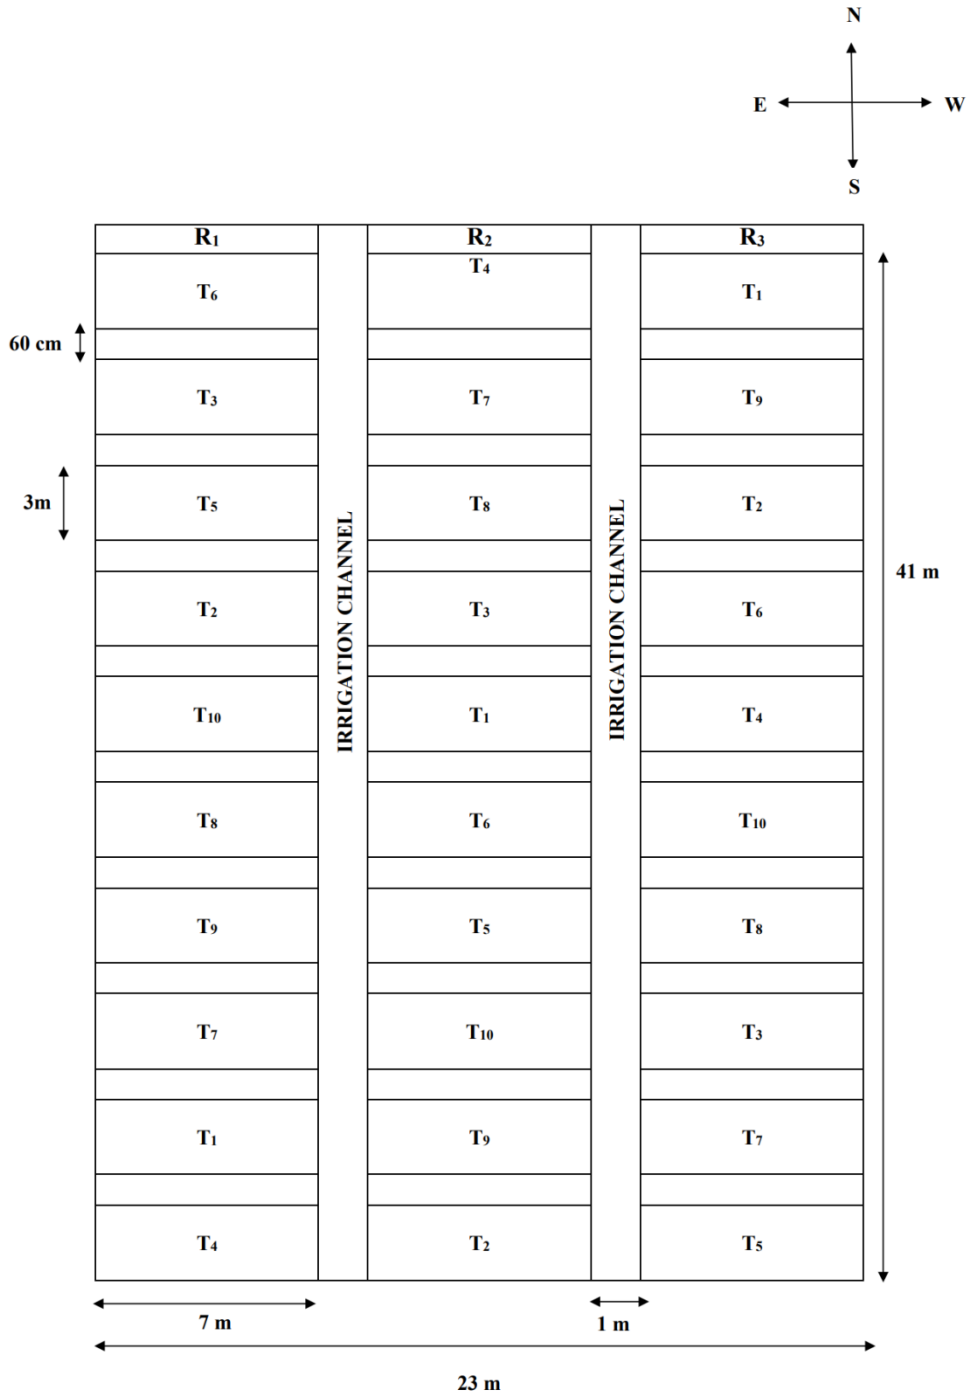 N
E W
S
R₁ R₂ R₃
T₆ T₄ T₁
60 cm
T₃ T₇ T₉
3m
T₅ T₈ T₂
IRRIGATION CHANNEL
IRRIGATION CHANNEL
41 m
T₂ T₃ T₆
T₁₀ T₁ T₄
T₈ T₆ T₁₀
T₉ T₅ T₈
T₇ T₁₀ T₃
T₁ T₉ T₇
T₄ T₂ T₅
7 m 1 m
23 m